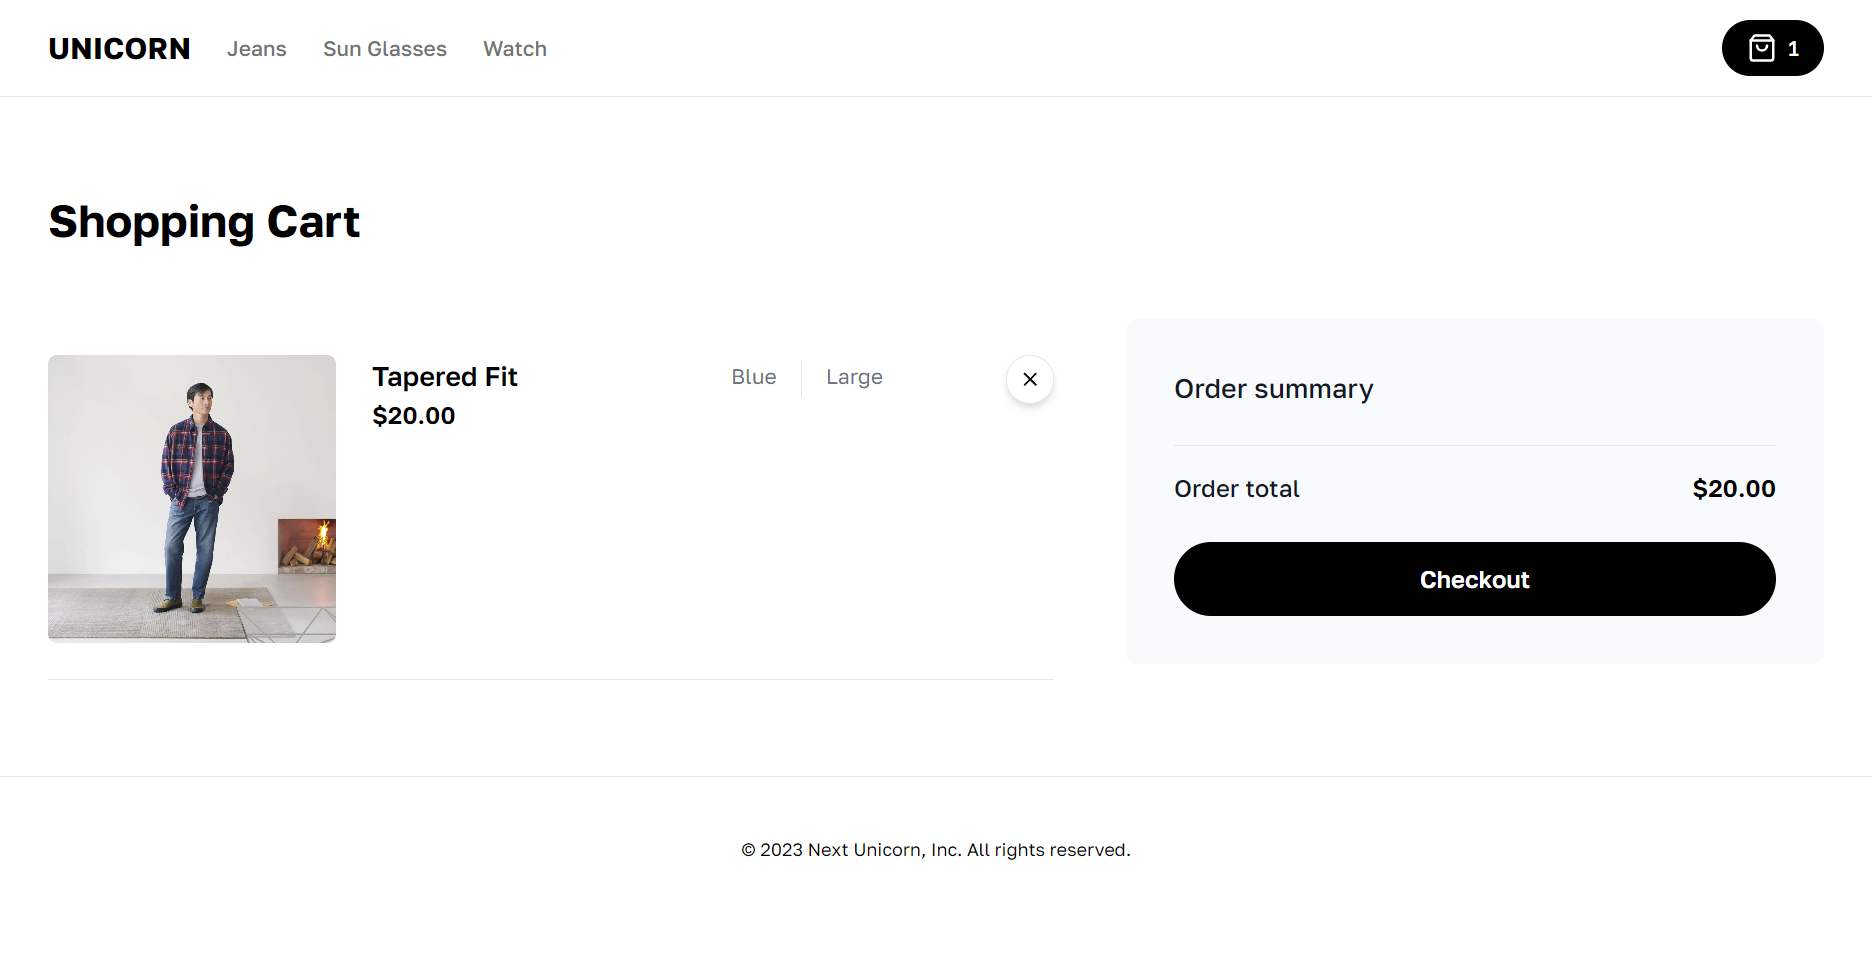 UNICORN Jeans Sun Glasses Watch 1
Shopping Cart
Tapered Fit Blue Large
$20.00
Order summary
Order total $20.00
Checkout
© 2023 Next Unicorn, Inc. All rights reserved.